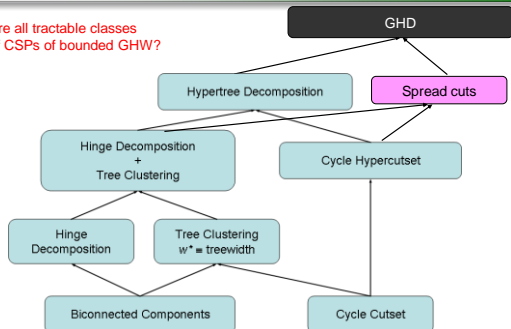 re all tractable classes
CSPs of bounded GHW?
GHD
Hypertree Decomposition
Spread cuts
Hinge Decomposition
+
Tree Clustering
Cycle Hypercutset
Hinge
Decomposition
Tree Clustering
w* = treewidth
Biconnected Components
Cycle Cutset